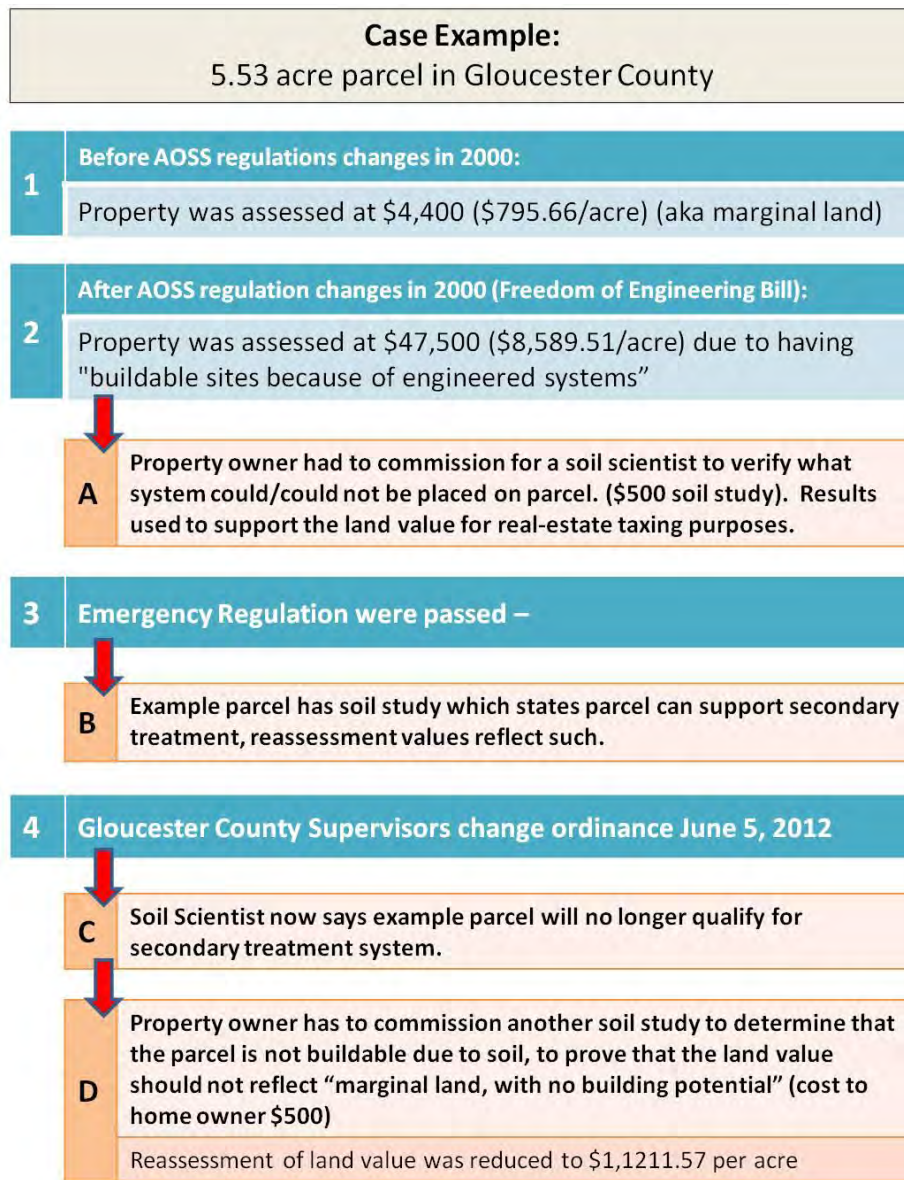 Case Example:
5.53 acre parcel in Gloucester County
1
Before AOSS regulations changes in 2000:
Property was assessed at $4,400 ($795.66/acre) (aka marginal land)
2
After AOSS regulation changes in 2000 (Freedom of Engineering Bill):
Property was assessed at $47,500 ($8,589.51/acre) due to having
"buildable sites because of engineered systems”
A
Property owner had to commission for a soil scientist to verify what
system could/could not be placed on parcel. ($500 soil study). Results
used to support the land value for real-estate taxing purposes.
3
Emergency Regulation were passed –
B
Example parcel has soil study which states parcel can support secondary
treatment, reassessment values reflect such.
4
Gloucester County Supervisors change ordinance June 5, 2012
C
Soil Scientist now says example parcel will no longer qualify for
secondary treatment system.
D
Property owner has to commission another soil study to determine that
the parcel is not buildable due to soil, to prove that the land value
should not reflect “marginal land, with no building potential” (cost to
home owner $500)
Reassessment of land value was reduced to $1,1211.57 per acre